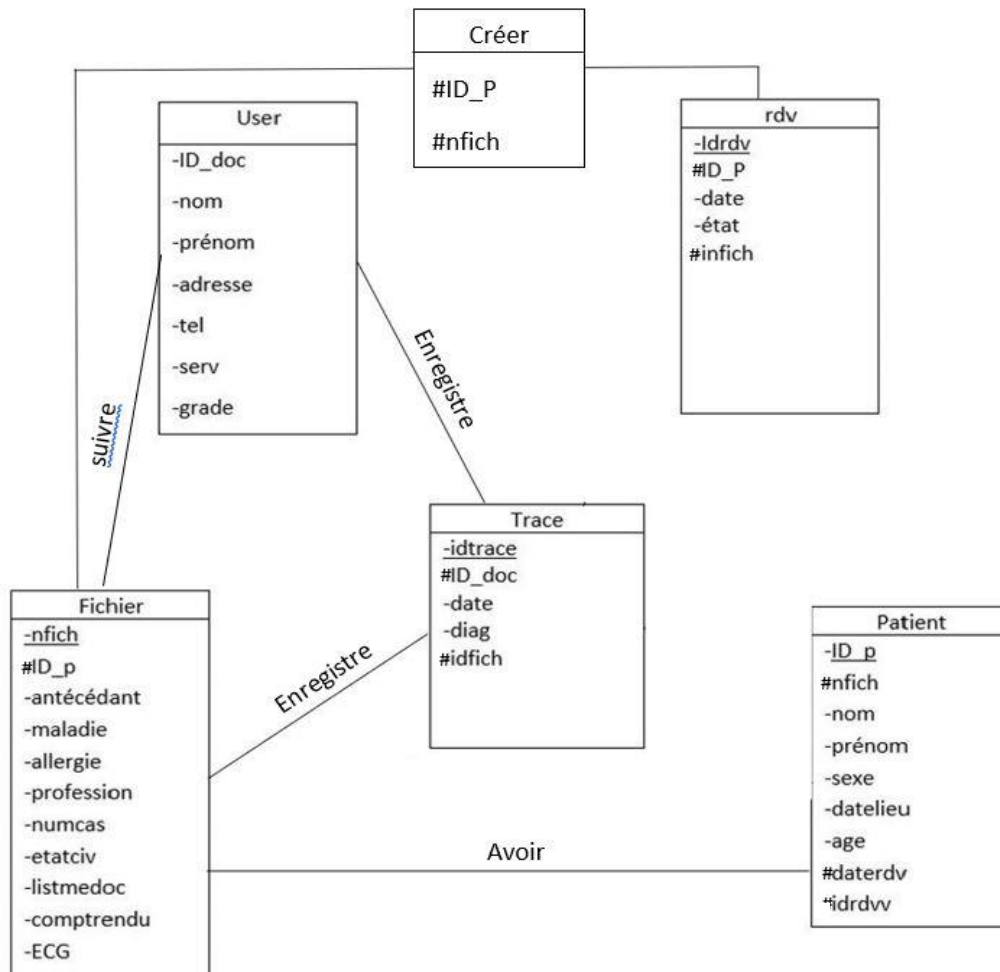 Créer
#ID_P
#nfich
User
-ID_doc
-nom
-prénom
-adresse
-tel
-serv
-grade
rdv
-Idrdv
#ID_P
-date
-état
#infich
suivre
Enregistre
Trace
-idtrace
#ID_doc
-date
-diag
#idfich
Enregistre
Fichier
-nfich
#ID_p
-antécédant
-maladie
-allergie
-profession
-numcas
-etatciv
-listmedoc
-comptrendu
-ECG
Avoir
Patient
-ID_p
#nfich
-nom
-prénom
-sexe
-datelieu
-age
#daterdv
"idrdvv